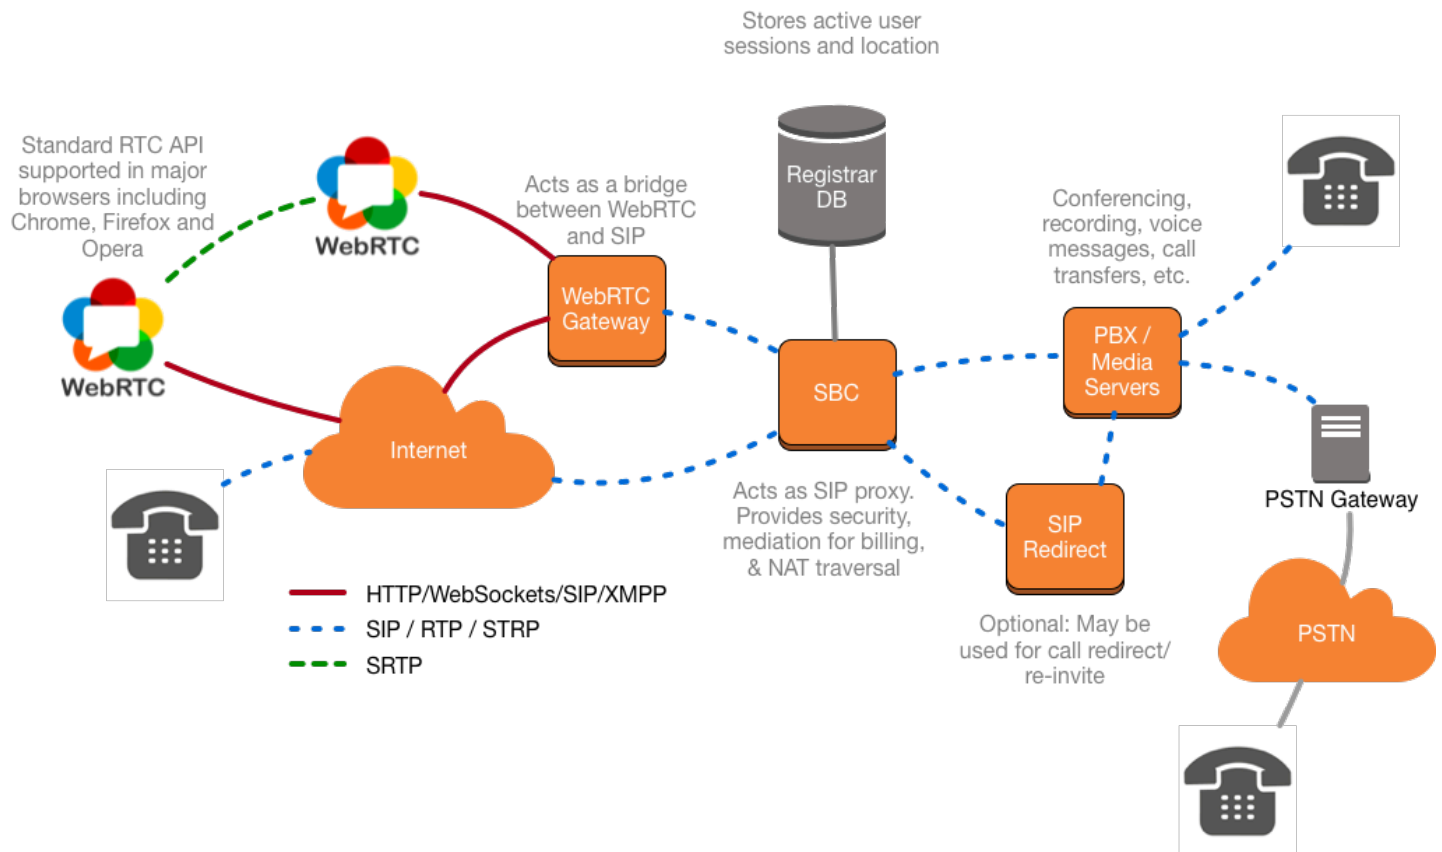 Stores active user
sessions and location
Standard RTC API
supported in major
browsers including
Chrome, Firefox and
Opera
WebRTC
WebRTC
Acts as a bridge
between WebRTC
and SIP
WebRTC
Gateway
Registrar
DB
Conferencing,
recording, voice
messages, call
transfers, etc.
PBX /
Media
Servers
SBC
Internet
Acts as SIP proxy.
Provides security,
mediation for billing,
& NAT traversal
SIP
Redirect
Optional: May be
used for call redirect/
re-invite
PSTN Gateway
PSTN
HTTP/WebSockets/SIP/XMPP
SIP / RTP / STRP
SRTP